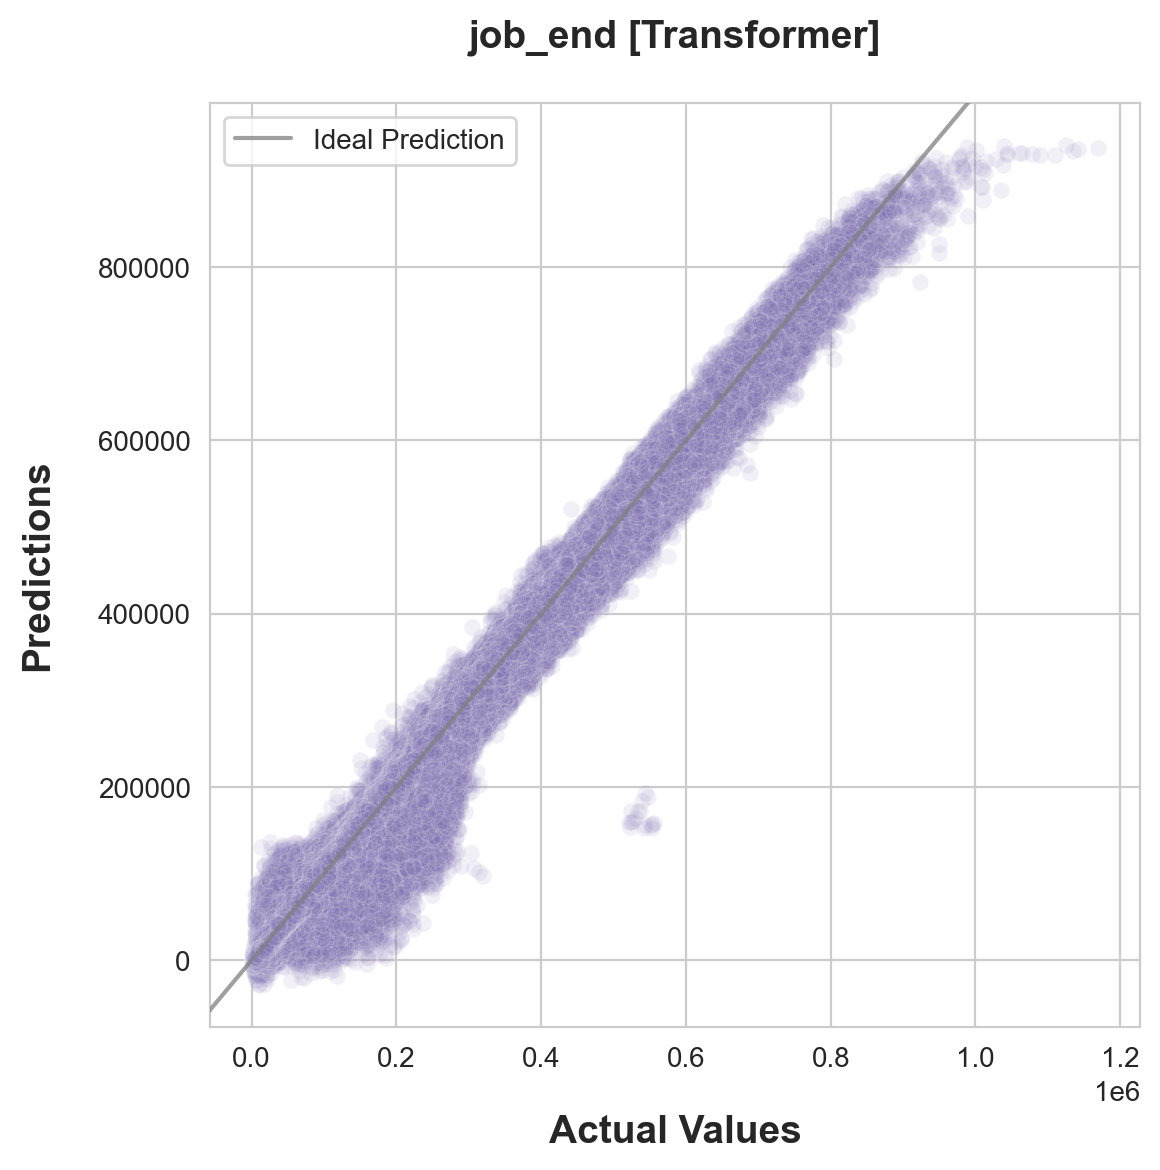 job_end [Transformer]
Ideal Prediction
800000
600000
400000
200000
0
Predictions
0.0 0.2 0.4 0.6 0.8 1.0 1.2
1e6
Actual Values